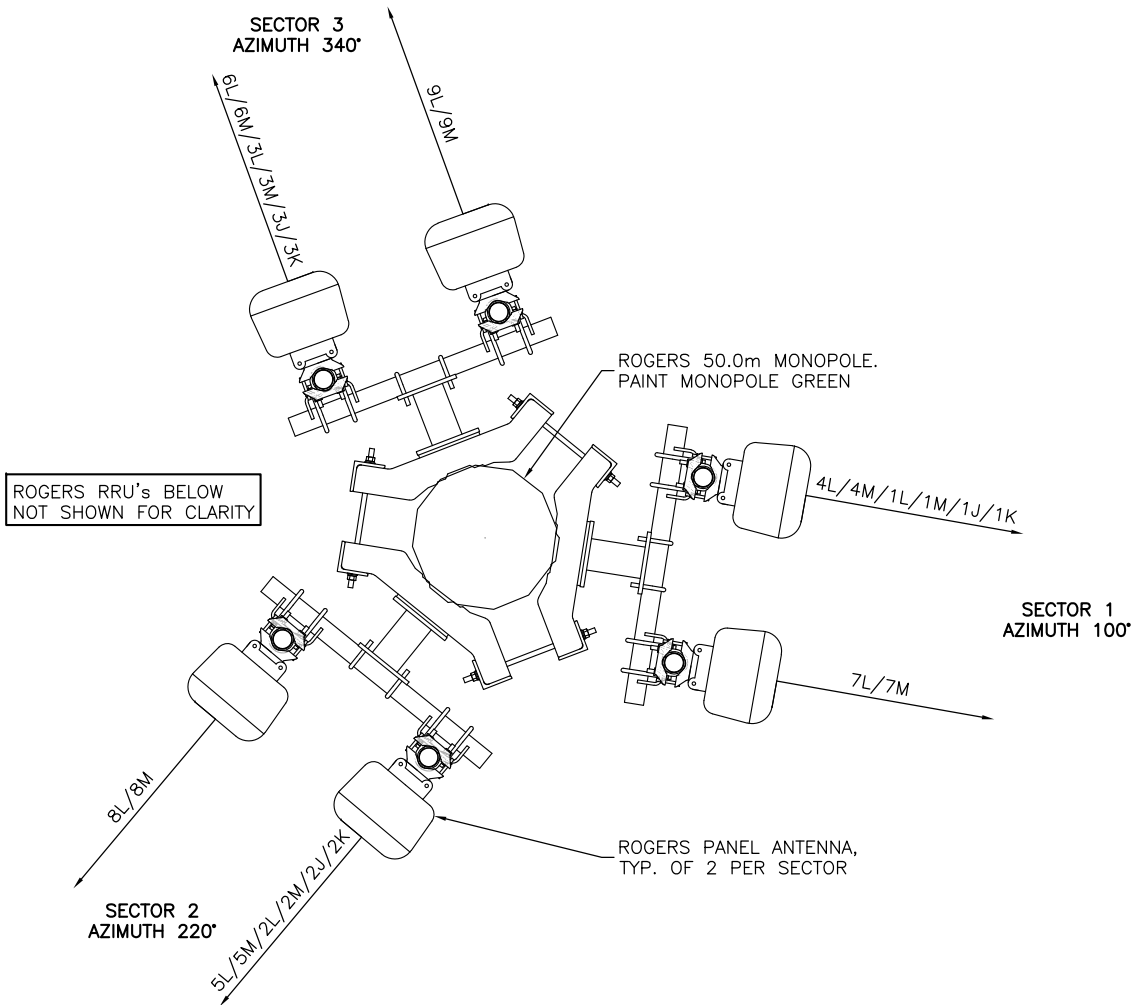 SECTOR 3
AZIMUTH 340°
9L/9M
6L/6M/3L/3M/3J/3K
ROGERS 50.0m MONOPOLE.
PAINT MONOPOLE GREEN
ROGERS RRU's BELOW
NOT SHOWN FOR CLARITY
4L/4M/1L/1M/1J/1K
SECTOR 1
AZIMUTH 100°
7L/7M
8L/8M
ROGERS PANEL ANTENNA,
TYP. OF 2 PER SECTOR
SECTOR 2
AZIMUTH 220°
5L/5M/2L/2M/2J/2K